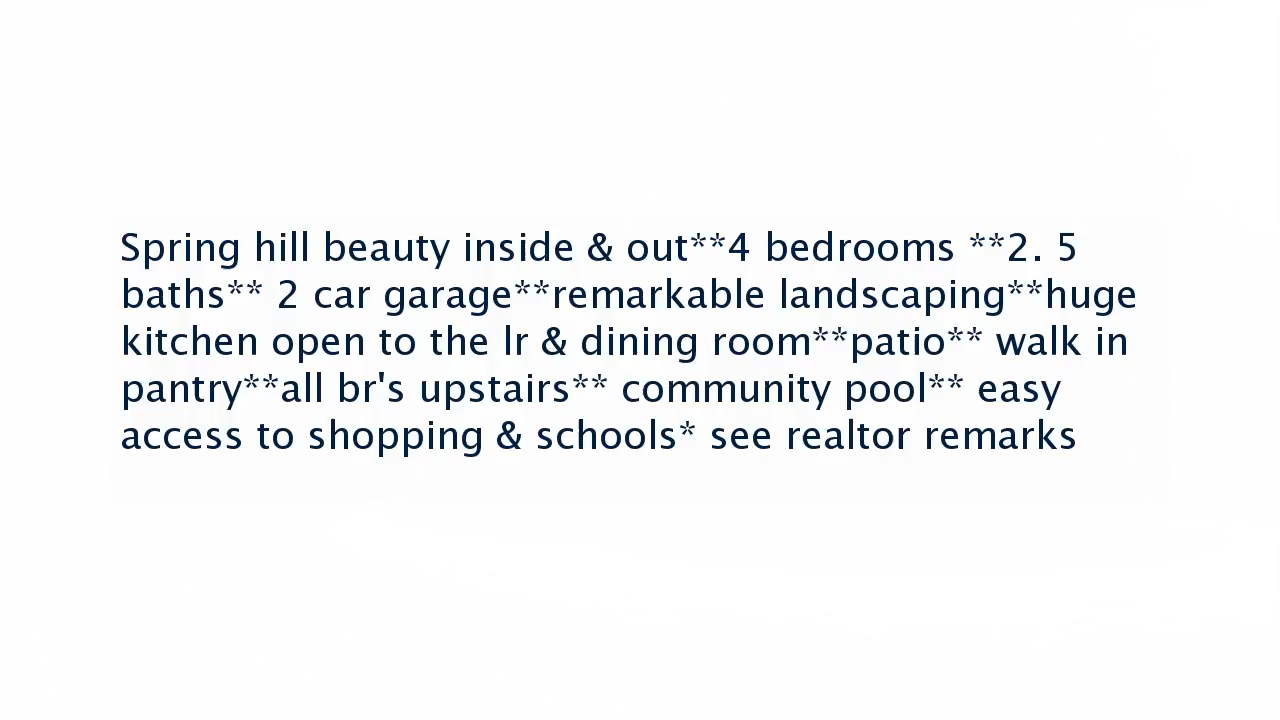 Spring hill beauty inside & out**4 bedrooms **2. 5
baths** 2 car garage**remarkable landscaping**huge
kitchen open to the lr & dining room**patio** walk in
pantry**all br's upstairs** community pool** easy
access to shopping & schools* see realtor remarks